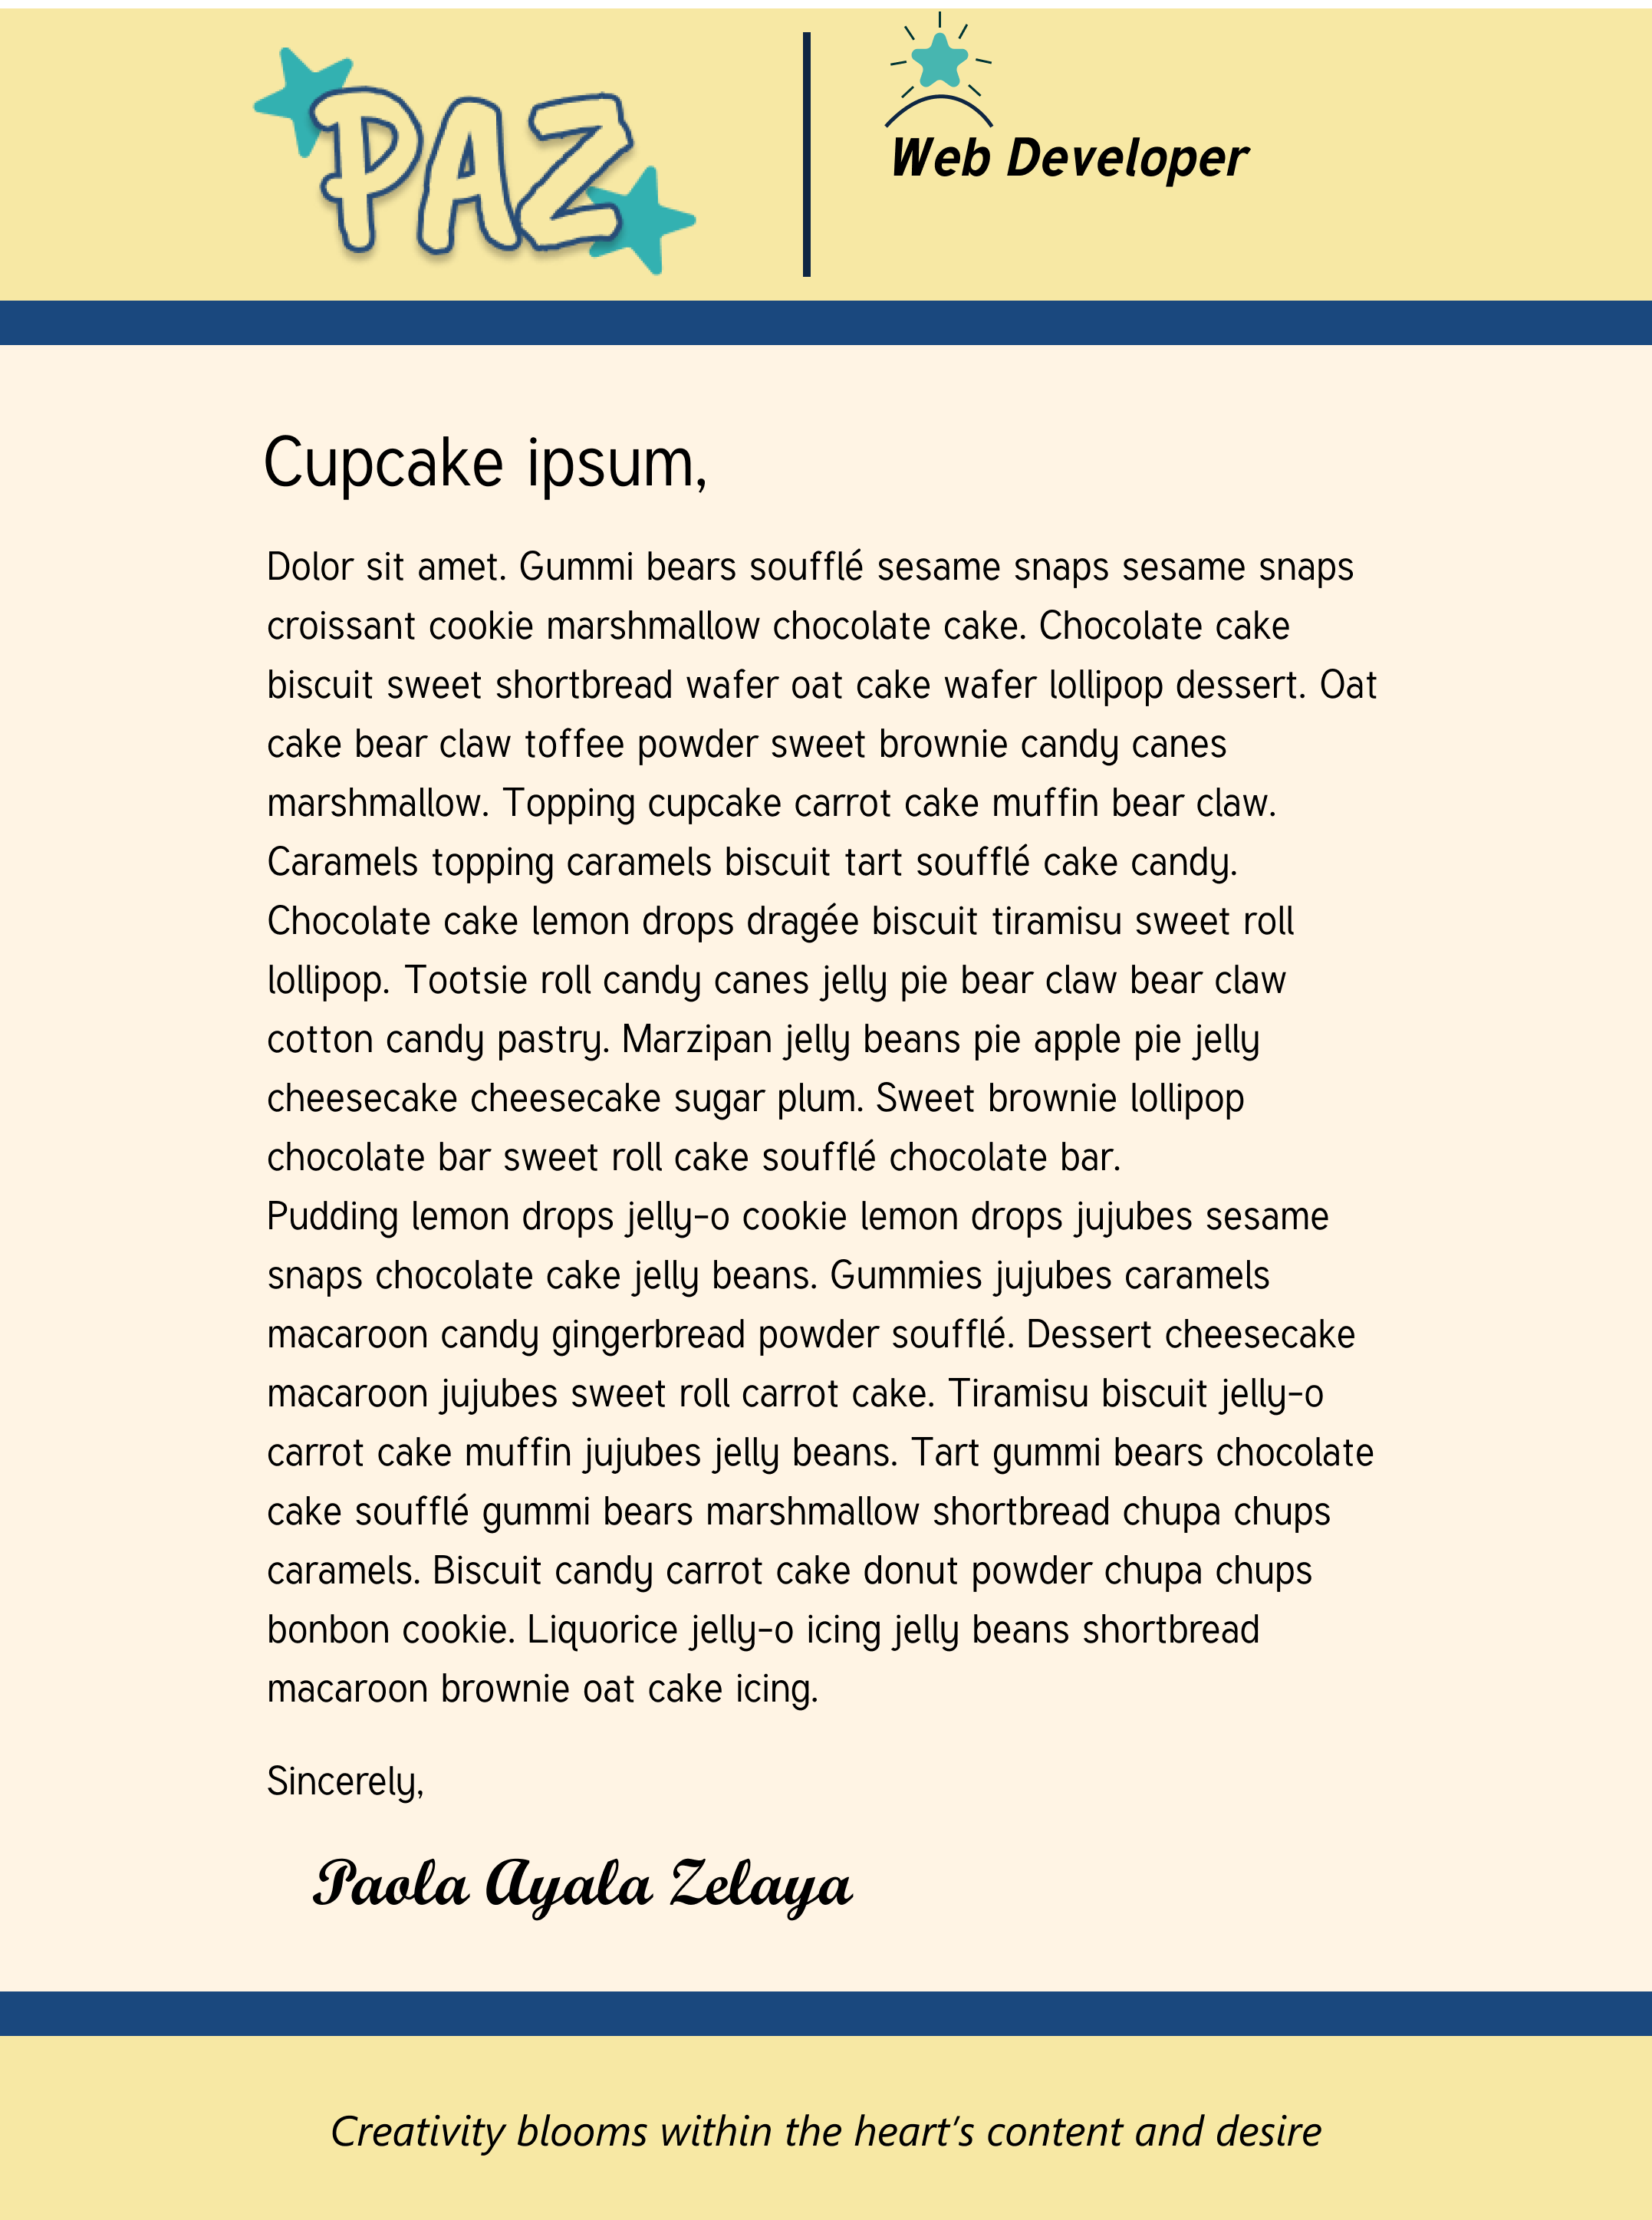 PAZ
Web Developer
Cupcake ipsum,
Dolor sit amet. Gummi bears soufflé sesame snaps sesame snaps
croissant cookie marshmallow chocolate cake. Chocolate cake
biscuit sweet shortbread wafer oat cake wafer lollipop dessert. Oat
cake bear claw toffee powder sweet brownie candy canes
marshmallow. Topping cupcake carrot cake muffin bear claw.
Caramels topping caramels biscuit tart soufflé cake candy.
Chocolate cake lemon drops dragée biscuit tiramisu sweet roll
lollipop. Tootsie roll candy canes jelly pie bear claw bear claw
cotton candy pastry. Marzipan jelly beans pie apple pie jelly
cheesecake cheesecake sugar plum. Sweet brownie lollipop
chocolate bar sweet roll cake soufflé chocolate bar.
Pudding lemon drops jelly-o cookie lemon drops jujubes sesame
snaps chocolate cake jelly beans. Gummies jujubes caramels
macaroon candy gingerbread powder soufflé. Dessert cheesecake
macaroon jujubes sweet roll carrot cake. Tiramisu biscuit jelly-o
carrot cake muffin jujubes jelly beans. Tart gummi bears chocolate
cake soufflé gummi bears marshmallow shortbread chupa chups
caramels. Biscuit candy carrot cake donut powder chupa chups
bonbon cookie. Liquorice jelly-o icing jelly beans shortbread
macaroon brownie oat cake icing.
Sincerely,
Paola Ayala Zelaya
Creativity blooms within the heart's content and desire